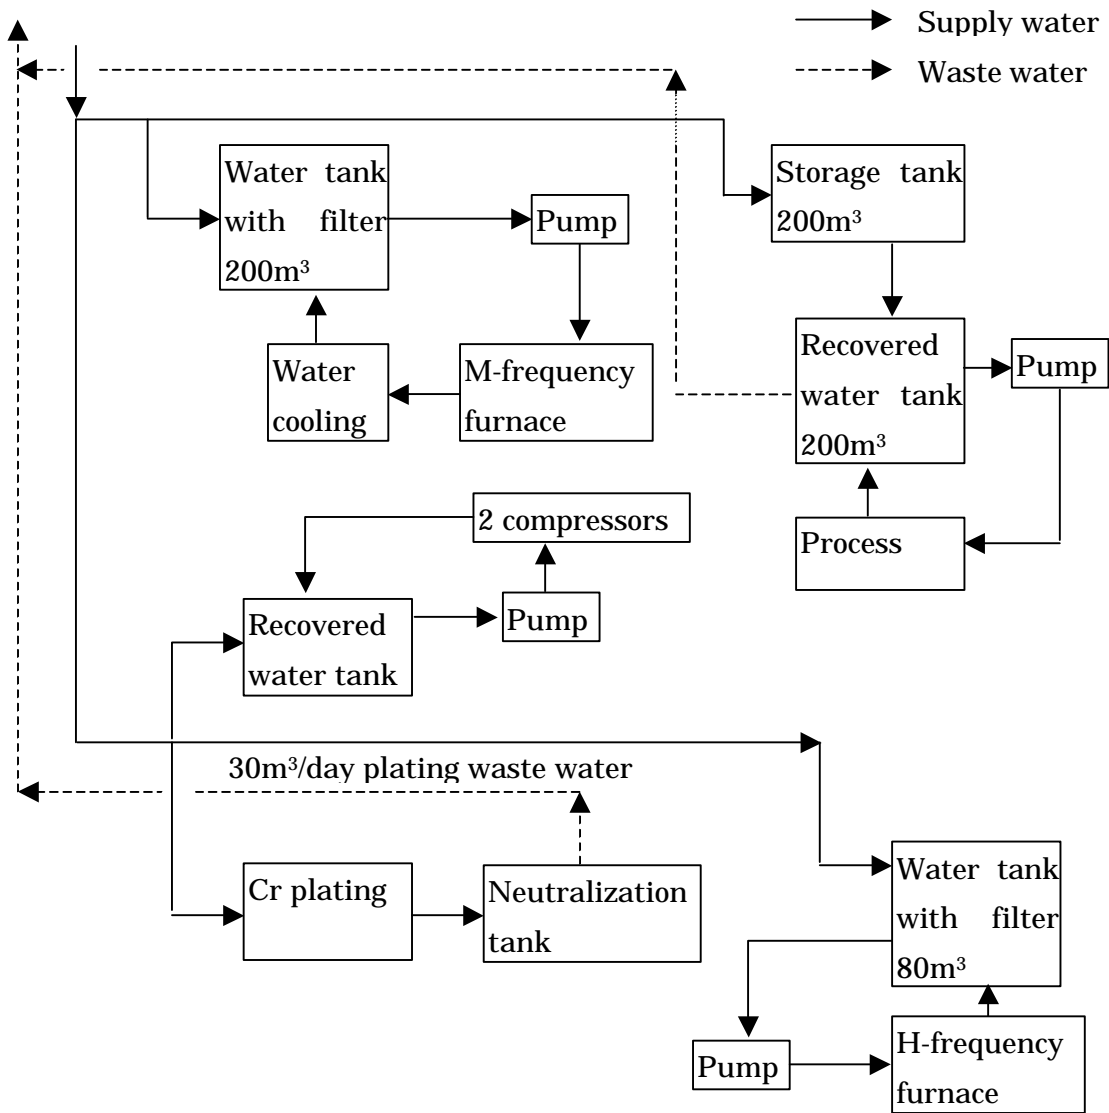 Supply water
Waste water
Water tank
with filter
200m³
Pump
Storage tank
200m³
Water
cooling
M-frequency
furnace
Recovered
water tank
200m³
Pump
2 compressors
Process
Recovered
water tank
Pump
30m³/day plating waste water
Cr plating
Neutralization
tank
Water tank
with filter
80m³
Pump
H-frequency
furnace